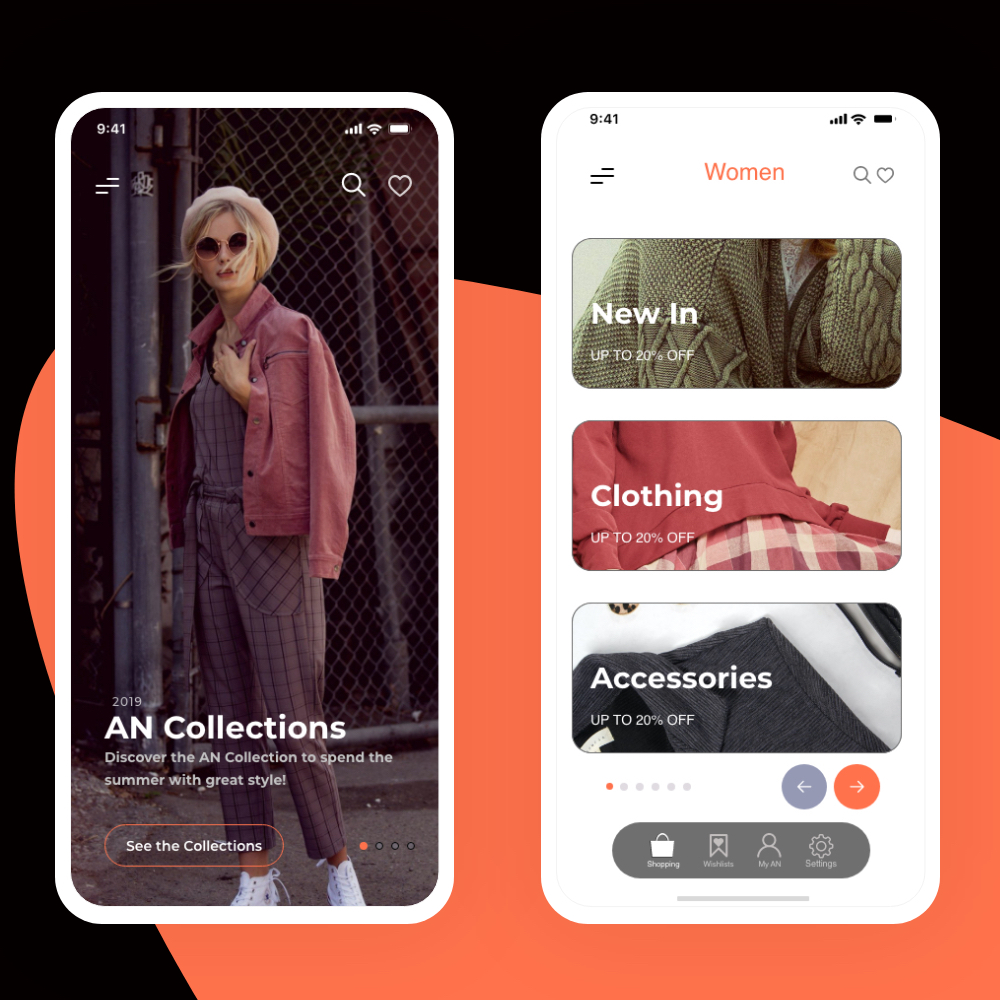 9:41
2019
AN Collections
Discover the AN Collection to spend the
summer with great style!
See the Collections
9:41
Women
New In
UP TO 20% OFF
Clothing
UP TO 20% OFF
Accessories
UP TO 20% OFF
Shopping
Wishlists
My AN
Settings